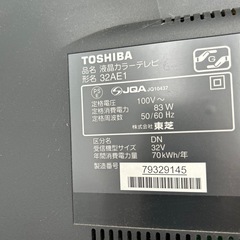 TOSHIBA
品名 液晶カラーテレビ
形名 32AE1
JQA JQ10437
定格電圧 100V~
定格消費電力 83 W
定格周波数 50/60 Hz
株式会社 東芝
区分名 DN
受信機型サイズ 32V
年間消費電力量 70kWh/年
製造番号 79329145